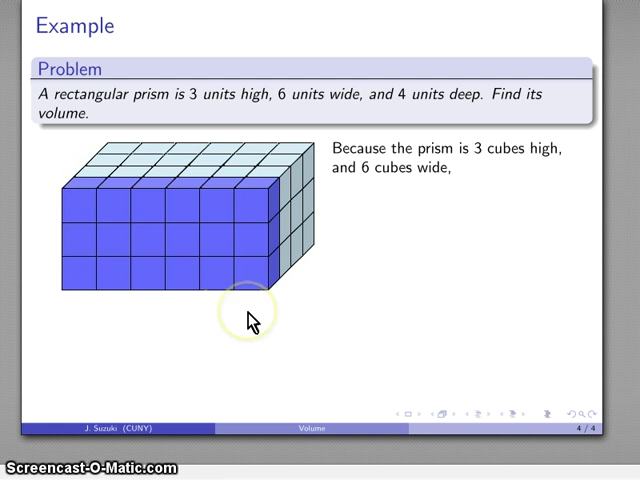 Example
Problem
A rectangular prism is 3 units high, 6 units wide, and 4 units deep. Find its
volume.
Because the prism is 3 cubes high,
and 6 cubes wide,
J. Suzuki (CUNY)
Volume
4 / 4
Screencast-O-Matic.com